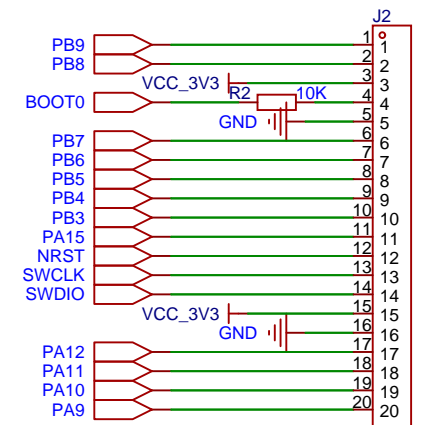 J2
PB9 1 1
PB8 2 2
VCC_3V3 3 3
BOOT0 R2 10K 4 4
GND 5 5
PB7 6 6
PB6 7 7
PB5 8 8
PB4 9 9
PB3 10 10
PA15 11 11
NRST 12 12
SWCLK 13 13
SWDIO 14 14
VCC_3V3 15 15
GND 16 16
PA12 17 17
PA11 18 18
PA10 19 19
PA9 20 20